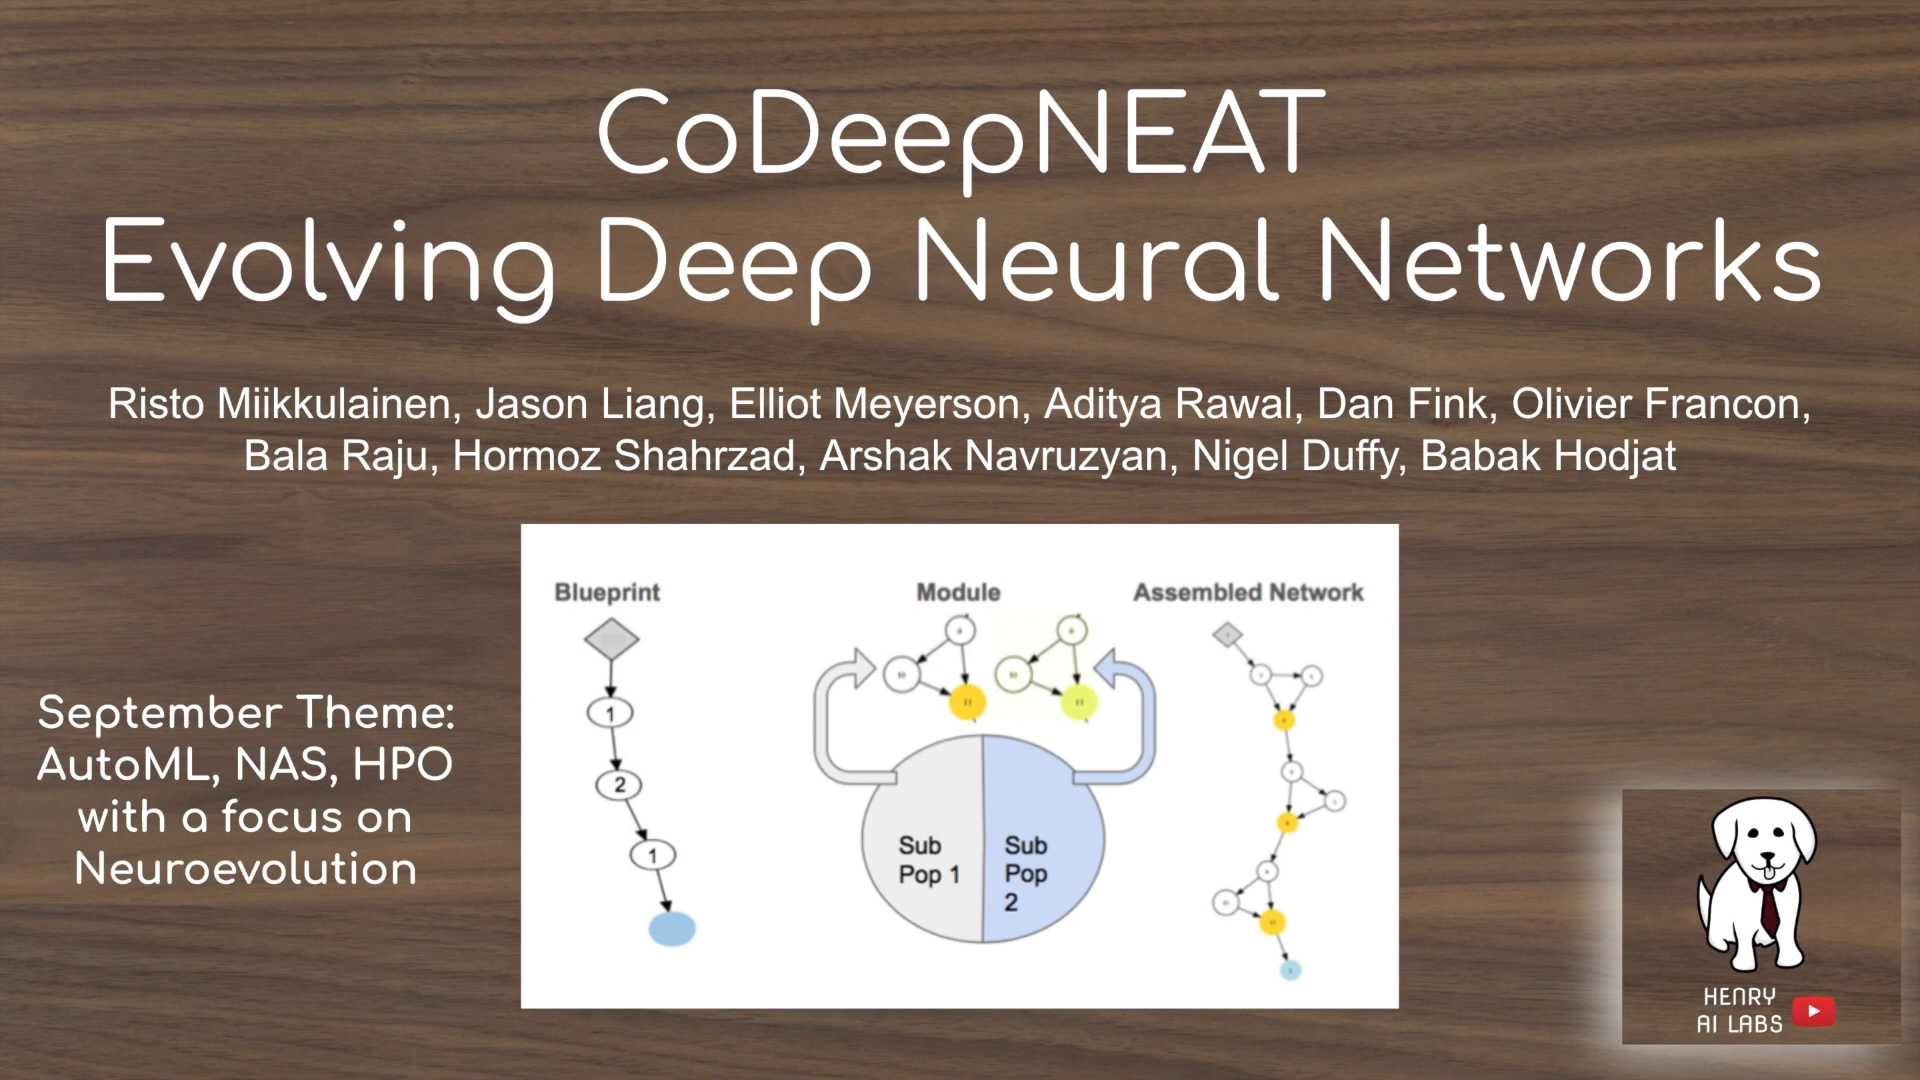 CoDeepNEAT
Evolving Deep Neural Networks
Risto Miikkulainen, Jason Liang, Elliot Meyerson, Aditya Rawal, Dan Fink, Olivier Francon,
Bala Raju, Hormoz Shahrzad, Arshak Navruzyan, Nigel Duffy, Babak Hodjat
September Theme:
AutoML, NAS, HPO
with a focus on
Neuroevolution
Blueprint
1
2
1
Module
Sub
Pop 1
Sub
Pop
2
Assembled Network
HENRY
AI LABS